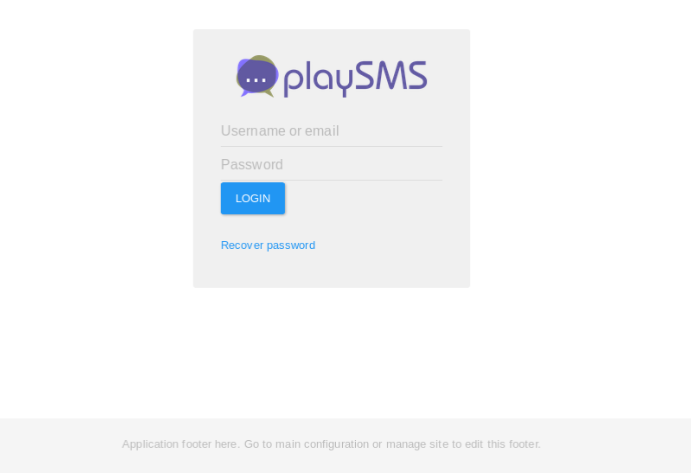 playSMS
Username or email
Password
LOGIN
Recover password
Application footer here. Go to main configuration or manage site to edit this footer.